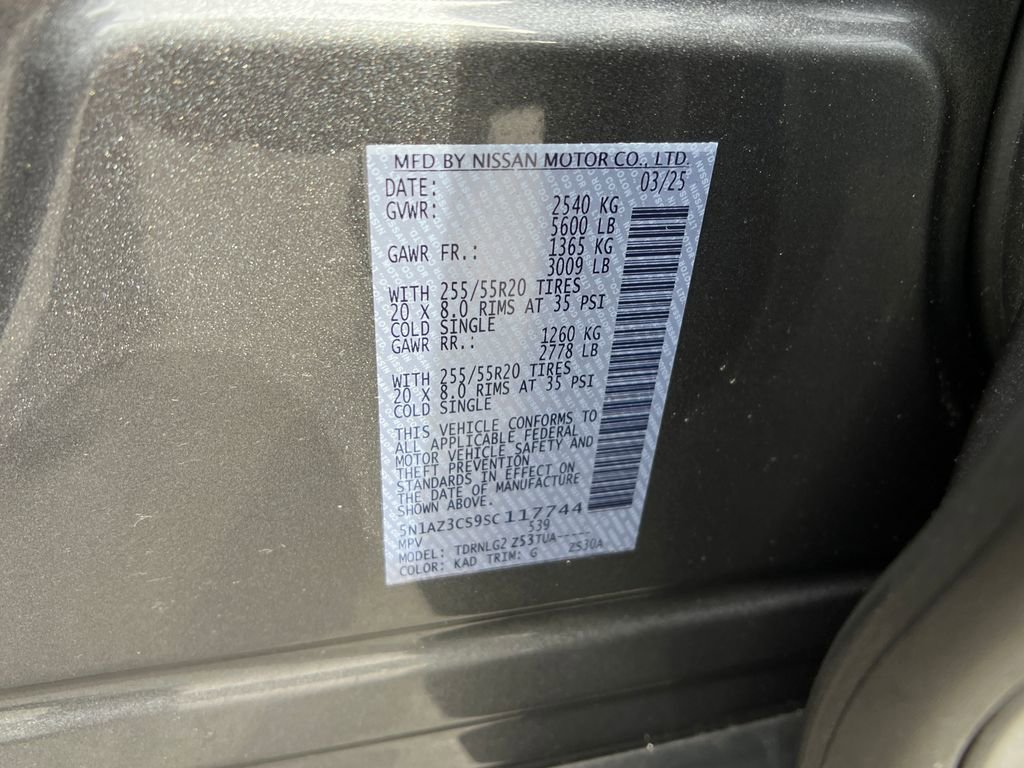 MFD BY NISSAN MOTOR CO., LTD.
DATE: 03/25
GVWR: 2540 KG
5600 LB
GAWR FR.: 1365 KG
3009 LB
WITH 255/55R20 TIRES
20 X 8.0 RIMS AT 35 PSI
COLD SINGLE
GAWR RR.: 1260 KG
2778 LB
WITH 255/55R20 TIRES
20 X 8.0 RIMS AT 35 PSI
COLD SINGLE
THIS VEHICLE CONFORMS TO
ALL APPLICABLE FEDERAL
MOTOR VEHICLE SAFETY AND
THEFT PREVENTION
STANDARDS IN EFFECT ON
THE DATE OF MANUFACTURE
SHOWN ABOVE.
5N1AZ3CS9SC117744
MPV 539
MODEL: TDRNLG2 Z53TUA-----
COLOR: KAD TRIM: G Z530A